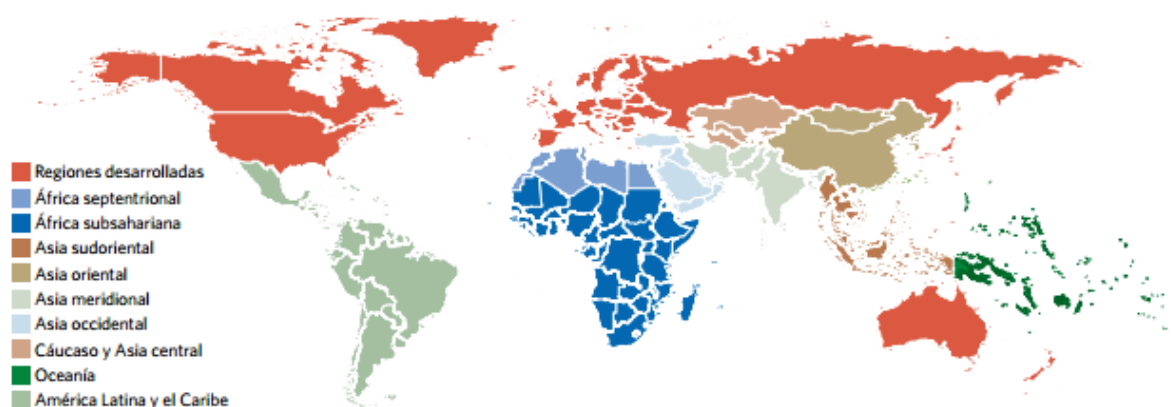 Regiones desarrolladas
África septentrional
África subsahariana
Asia sudoriental
Asia oriental
Asia meridional
Asia occidental
Cáucaso y Asia central
Oceanía
América Latina y el Caribe